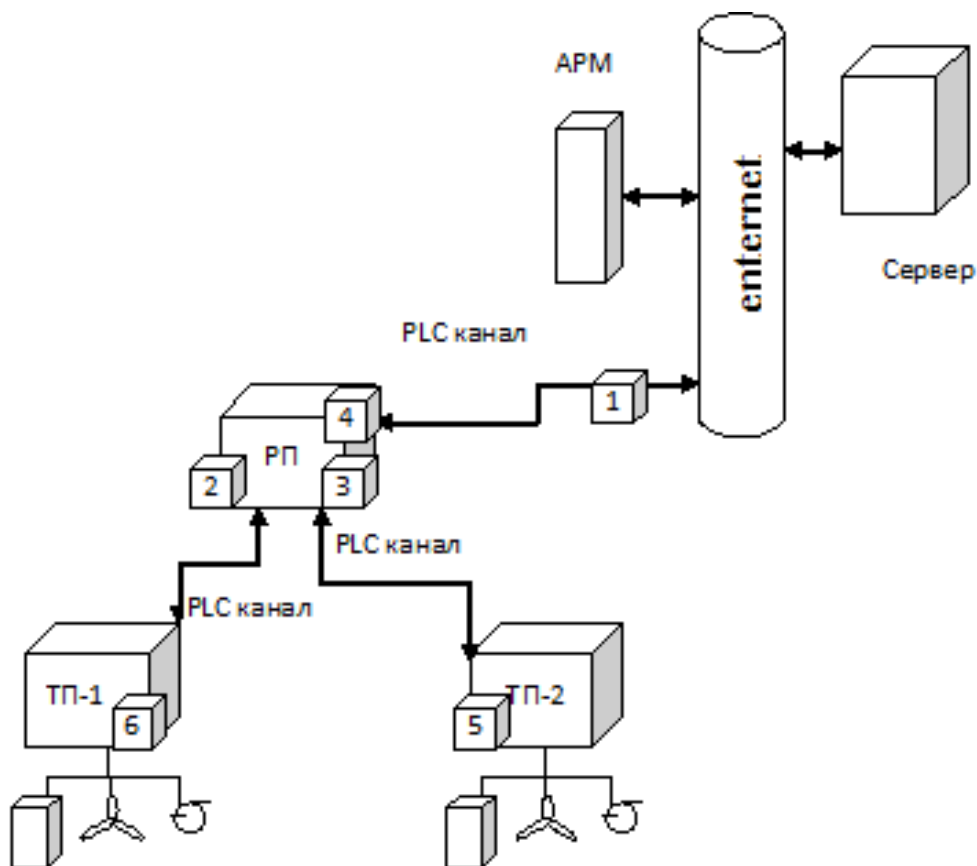 АРМ
enternet
Сервер
PLC канал
1
4
РП
2
3
PLC канал
PLC канал
ТП-1
6
ТП-2
5